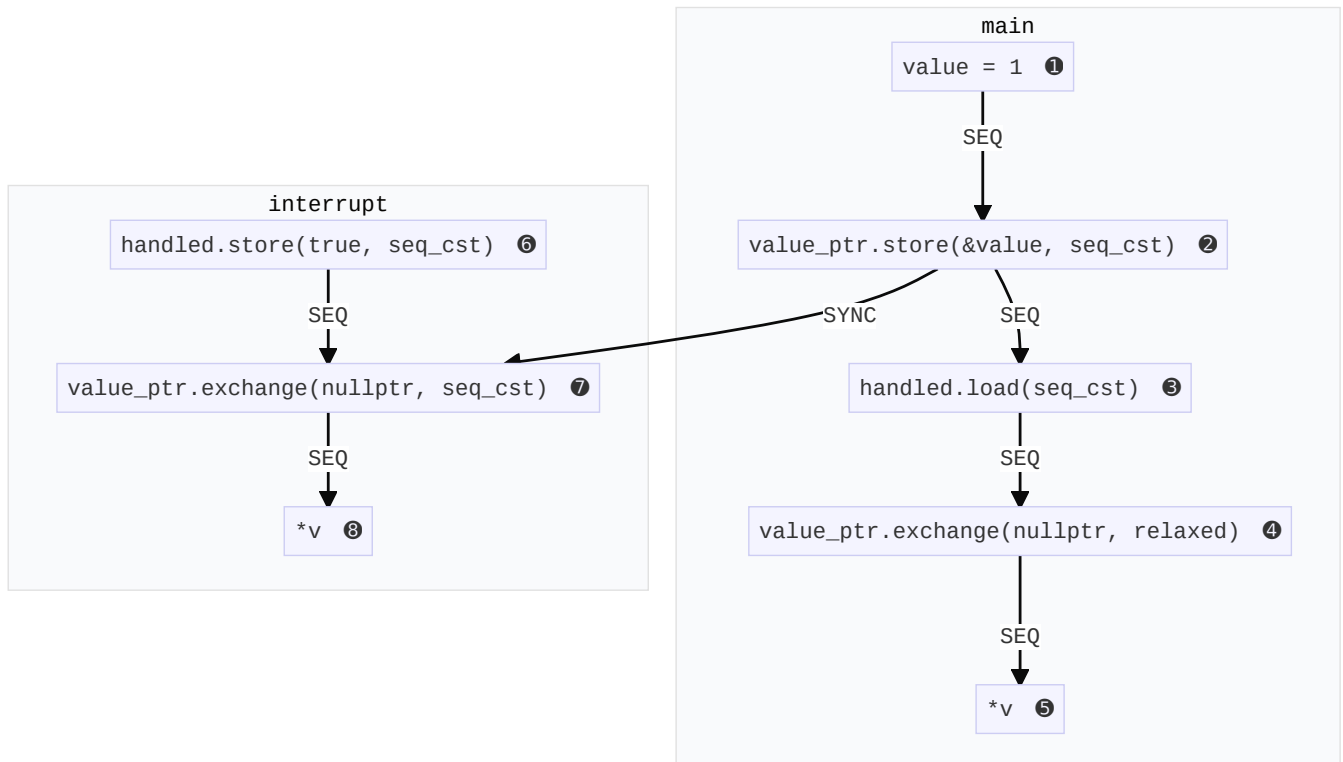 main
value = 1 ❶
SEQ
interrupt
handled.store(true, seq_cst) ❻
value_ptr.store(&value, seq_cst) ❷
SEQ
SYNC
SEQ
value_ptr.exchange(nullptr, seq_cst) ❼
handled.load(seq_cst) ❸
SEQ
SEQ
*v ❽
value_ptr.exchange(nullptr, relaxed) ❹
SEQ
*v ❺